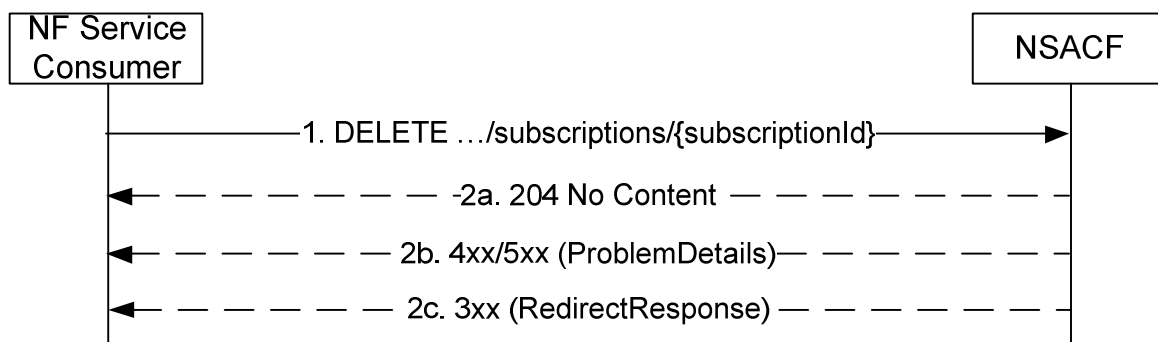 NF Service
Consumer
NSACF
1. DELETE …/subscriptions/{subscriptionId}
2a. 204 No Content
2b. 4xx/5xx (ProblemDetails)
2c. 3xx (RedirectResponse)